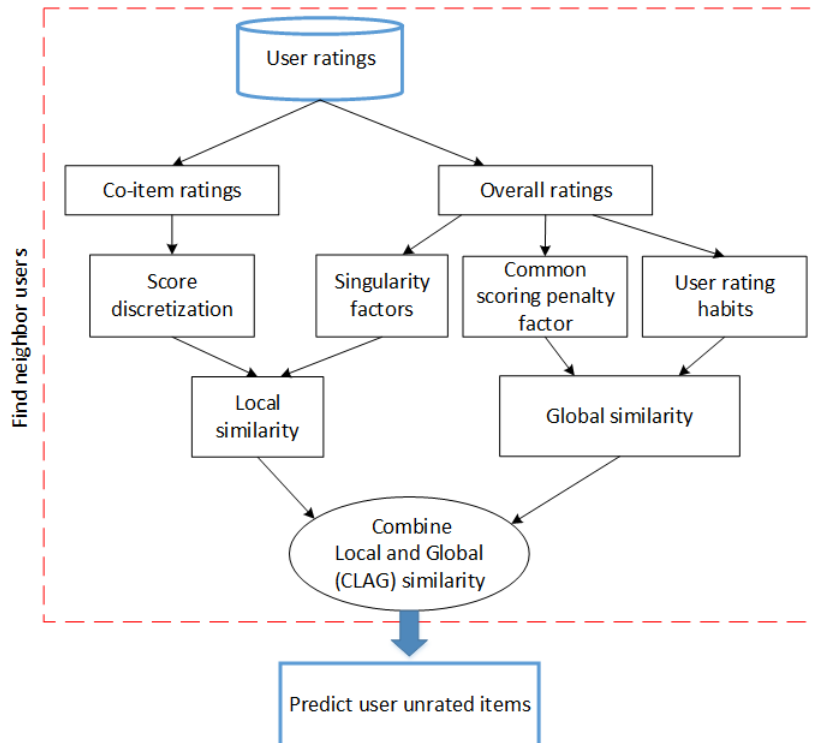 User ratings
Co-item ratings
Overall ratings
Score
discretization
Singularity
factors
Common
scoring penalty
factor
User rating
habits
Find neighbor users
Local
similarity
Global similarity
Combine
Local and Global
(CLAG) similarity
Predict user unrated items